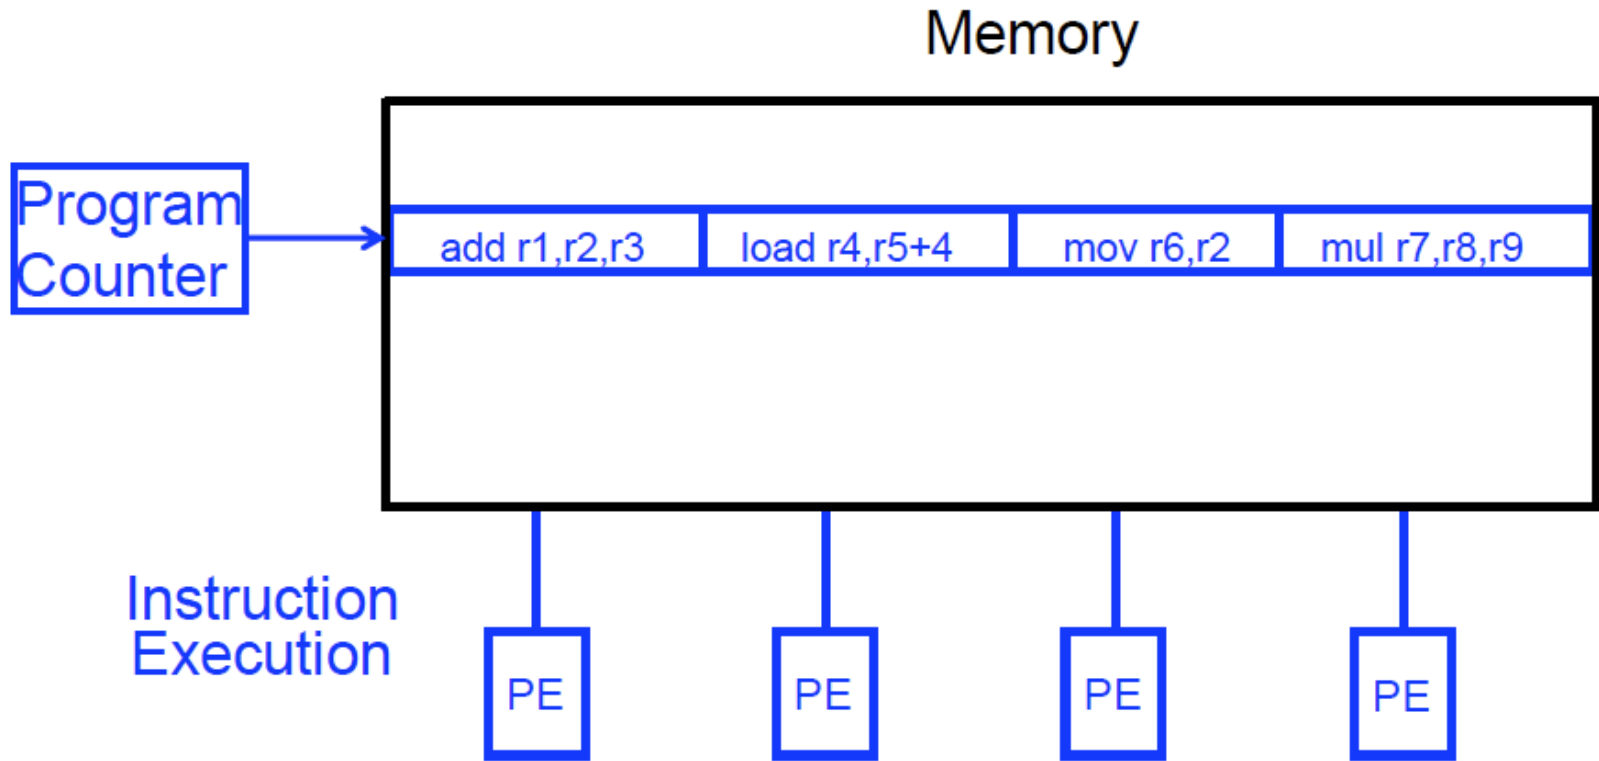 Memory
Program
Counter
add r1,r2,r3
load r4,r5+4
mov r6,r2
mul r7,r8,r9
Instruction
Execution
PE
PE
PE
PE